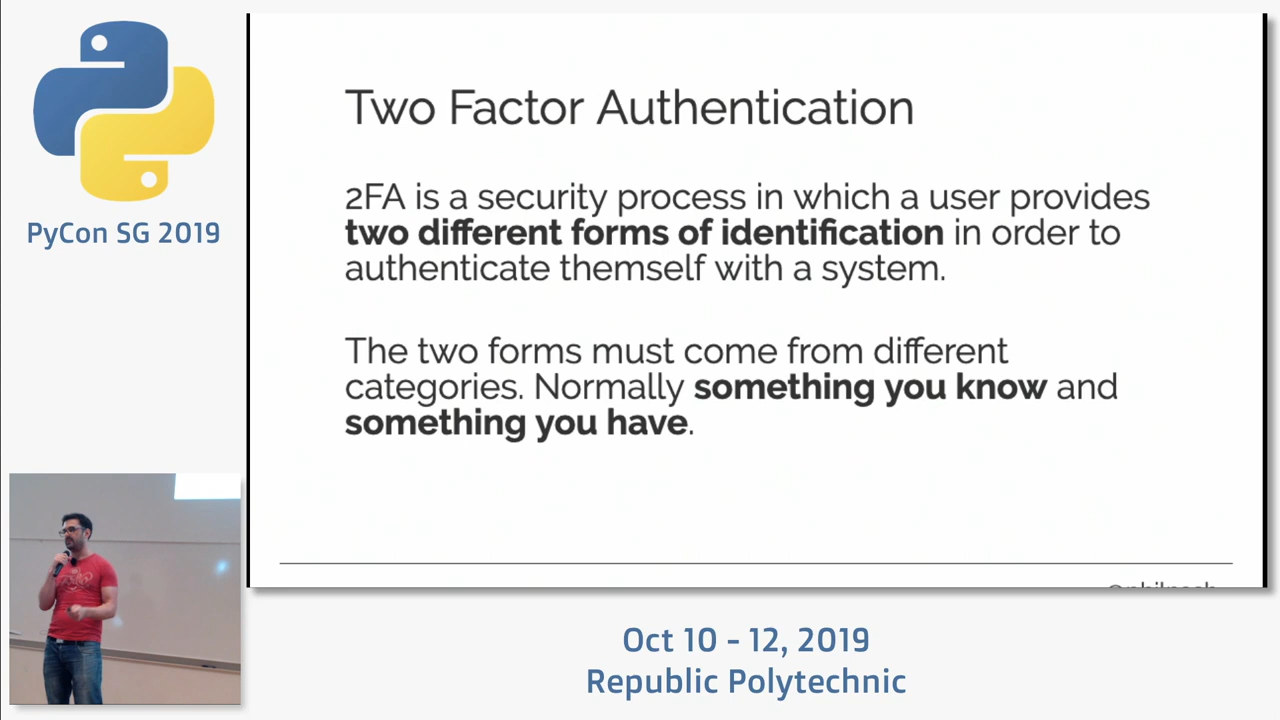 PyCon SG 2019
Two Factor Authentication
2FA is a security process in which a user provides
two different forms of identification in order to
authenticate themself with a system.
The two forms must come from different
categories. Normally something you know and
something you have.
Oct 10 - 12, 2019
Republic Polytechnic